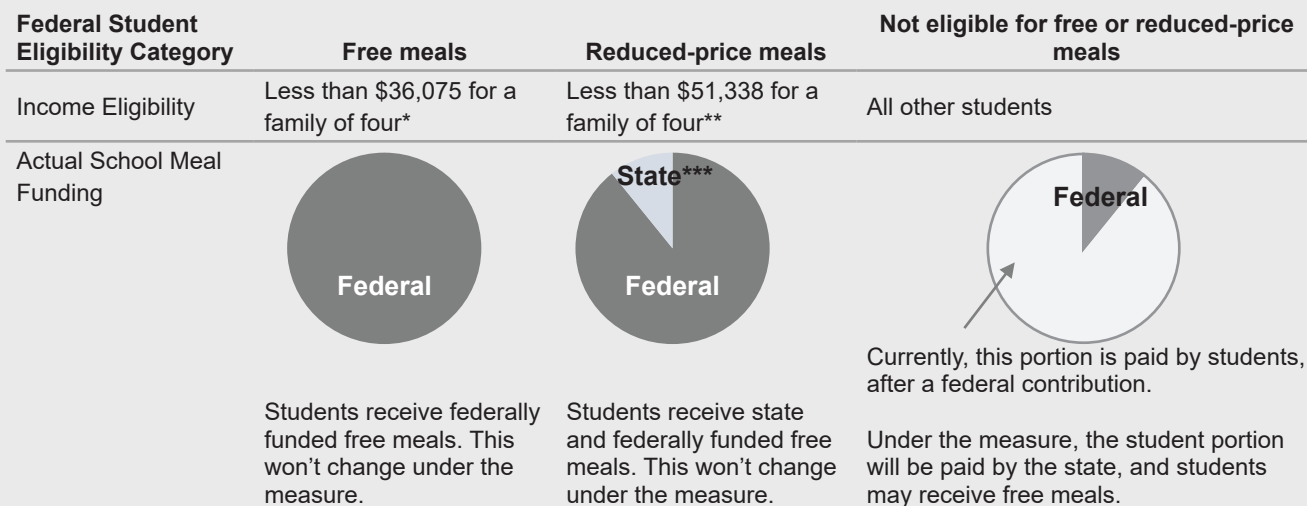 Federal Student
Eligibility Category
Free meals
Reduced-price meals
Not eligible for free or reduced-price
meals
Income Eligibility
Less than $36,075 for a
family of four*
Less than $51,338 for a
family of four**
All other students
Actual School Meal
Funding
Federal
Students receive federally
funded free meals. This
won’t change under the
measure.
State***
Federal
Students receive state
and federally funded free
meals. This won’t change
under the measure.
Federal
Currently, this portion is paid by students,
after a federal contribution.
Under the measure, the student portion
will be paid by the state, and students
may receive free meals.